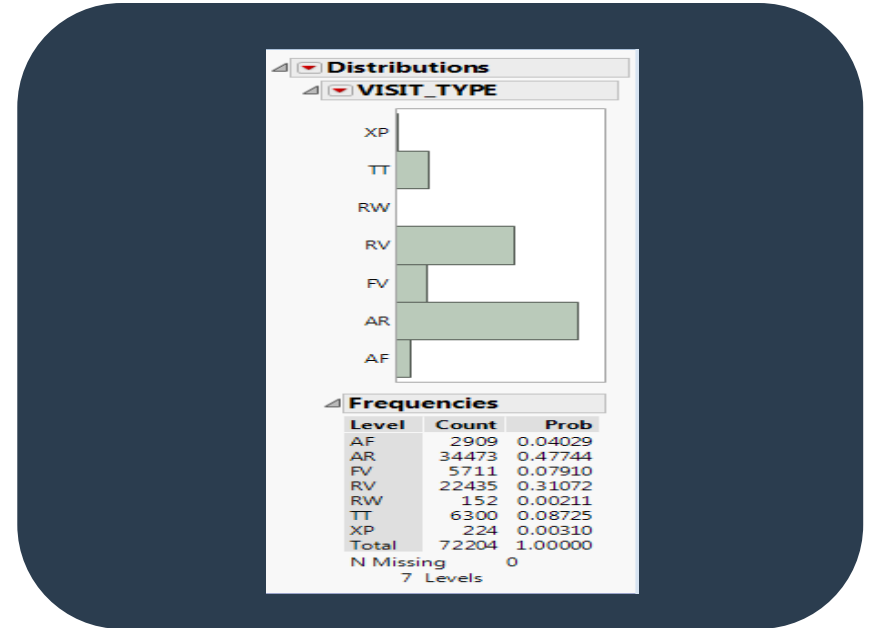 Distributions
VISIT_TYPE
XP
TT
RW
RV
FV
AR
AF
Frequencies
Level Count Prob
AF 2909 0.04029
AR 34473 0.47744
FV 5711 0.07910
RV 22435 0.31072
RW 152 0.00211
TT 6300 0.08725
XP 224 0.00310
Total 72204 1.00000
N Missing 0
7 Levels